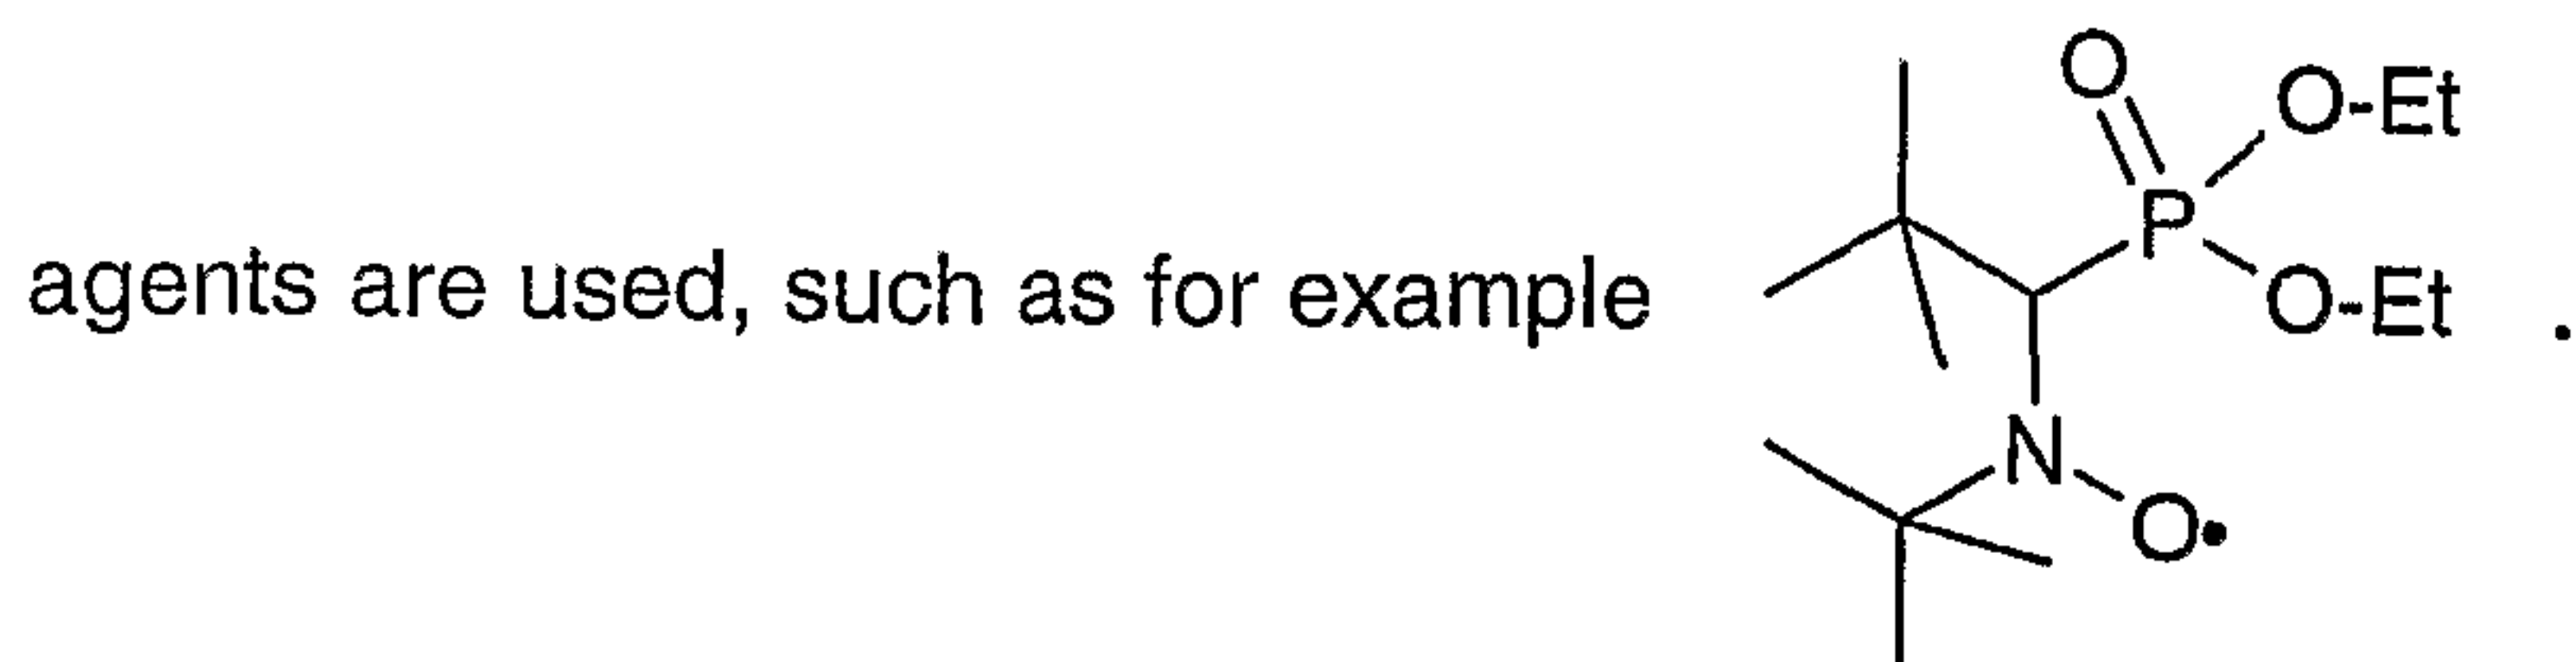 agents are used, such as for example
O
O-Et
P
O-Et
.
N
O•